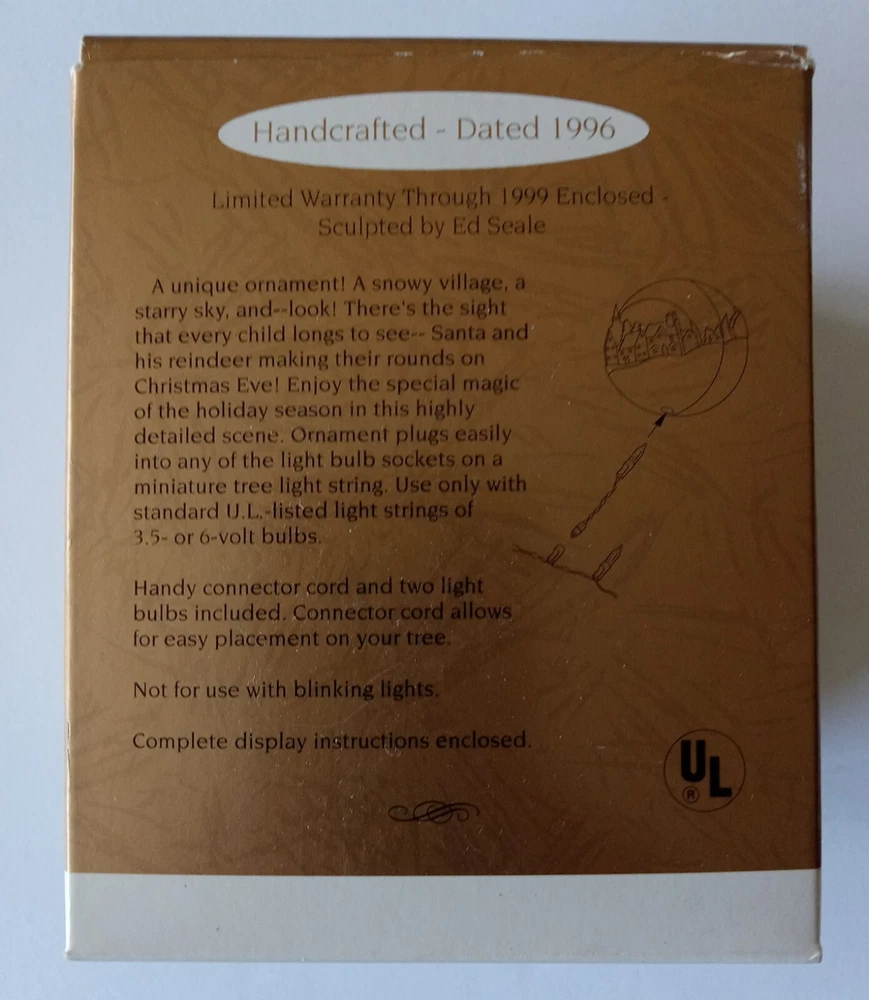 Handcrafted - Dated 1996
Limited Warranty Through 1999 Enclosed -
Sculpted by Ed Seale
A unique ornament! A snowy village, a
starry sky, and--look! There's the sight
that every child longs to see-- Santa and
his reindeer making their rounds on
Christmas Eve! Enjoy the special magic
of the holiday season in this highly
detailed scene. Ornament plugs easily
into any of the light bulb sockets on a
miniature tree light string. Use only with
standard U.L.-listed light strings of
3.5- or 6-volt bulbs.
Handy connector cord and two light
bulbs included. Connector cord allows
for easy placement on your tree.
Not for use with blinking lights.
Complete display instructions enclosed.
UL
®